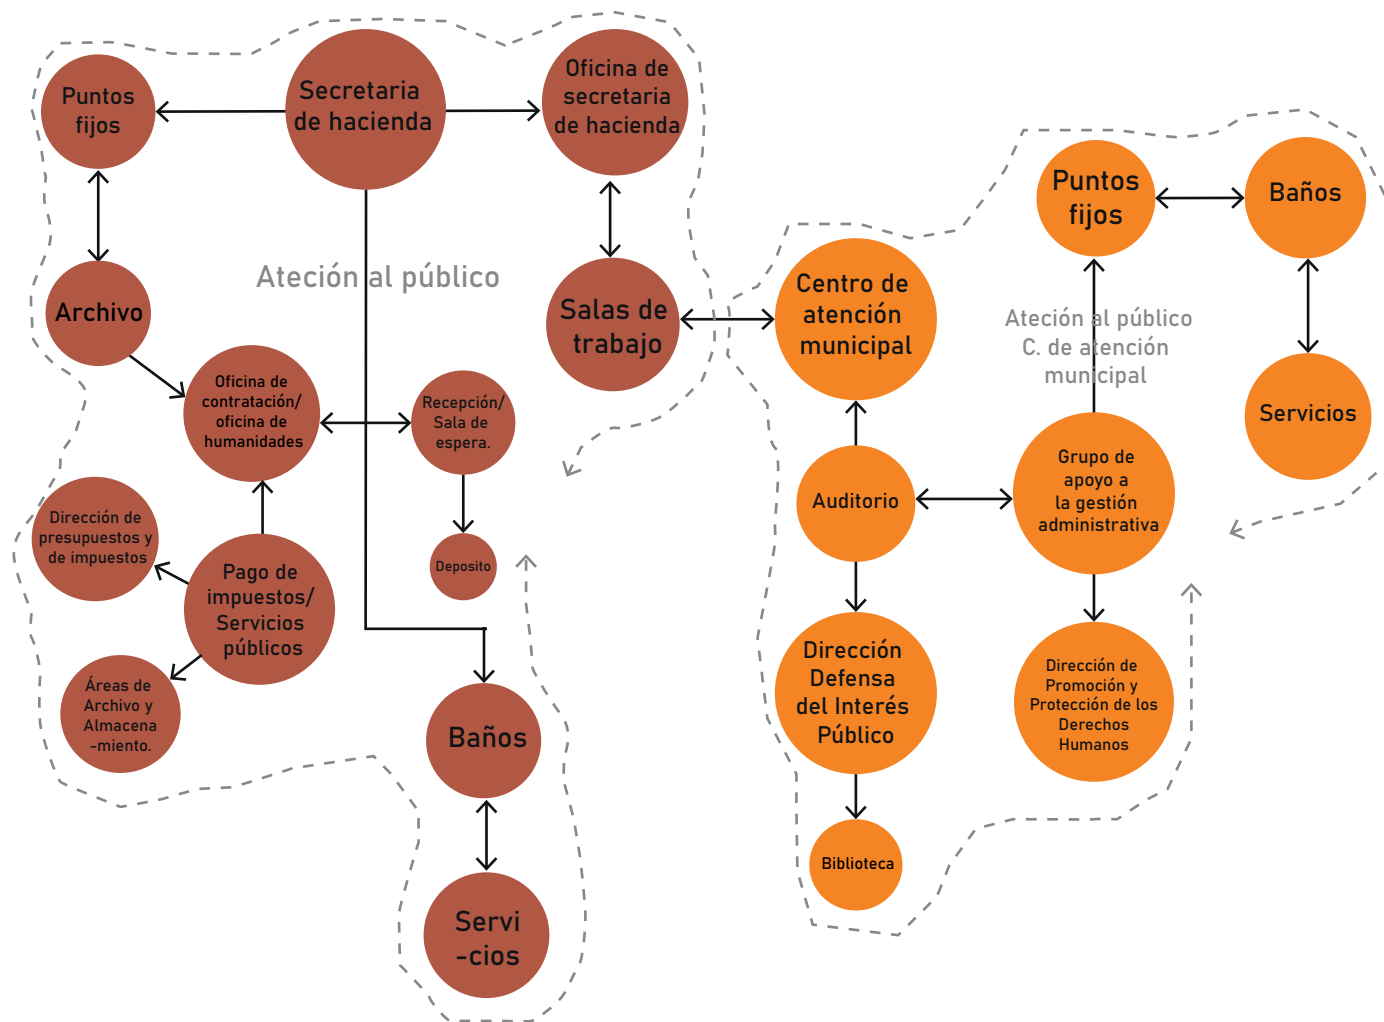 Puntos
fijos
Secretaria
de hacienda
Oficina de
secretaria
de hacienda
Ateción al público
Archivo
Salas de
trabajo
Oficina de
contratación/
oficina de
humanidades
Recepción/
Sala de
espera.
Dirección de
presupuestos y
de impuestos
Pago de
impuestos/
Servicios
públicos
Deposito
Áreas de
Archivo y
Almacena
-miento.
Baños
Servi
-cios
Puntos
fijos
Baños
Centro de
atención
municipal
Ateción al público
C. de atención
municipal
Servicios
Auditorio
Grupo de
apoyo a
la gestión
administrativa
Dirección
Defensa
del Interés
Público
Dirección de
Promoción y
Protección de los
Derechos
Humanos
Biblioteca